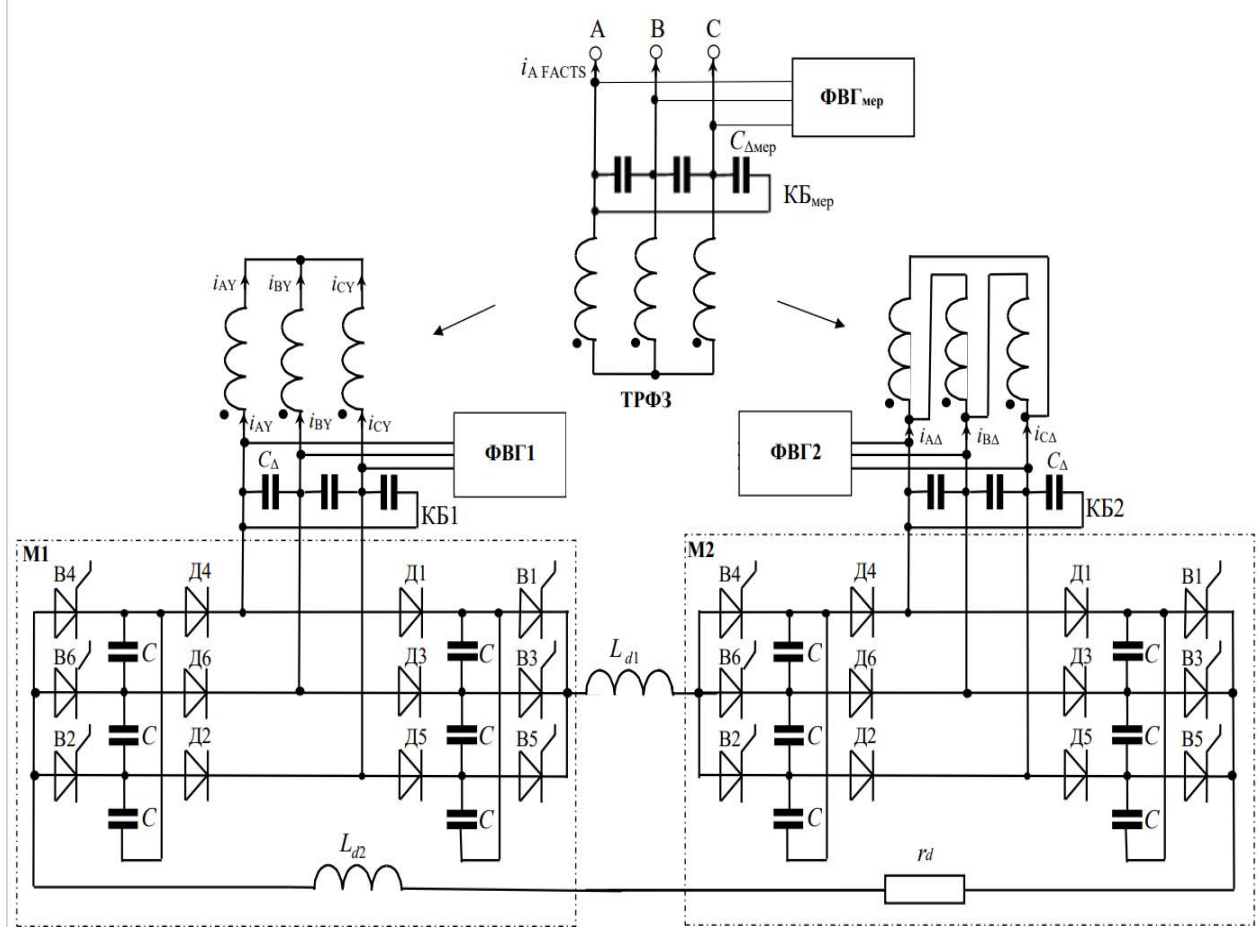 A B C
i_A FACTS
ФВГ_мер
C_Δмер
КБ_мер
i_AY i_BY i_CY
ТРФЗ
i_AY i_BY i_CY
ФВГ1
C_Δ
КБ1
ФВГ2
i_AΔ i_BΔ i_CΔ
C_Δ
КБ2
М1
В4 Д4 Д1 В1
C C
В6 Д6 Д3 В3
C C
В2 Д2 Д5 В5
C C
L_d1
L_d2
М2
В4 Д4 Д1 В1
C C
В6 Д6 Д3 В3
C C
В2 Д2 Д5 В5
C C
r_d